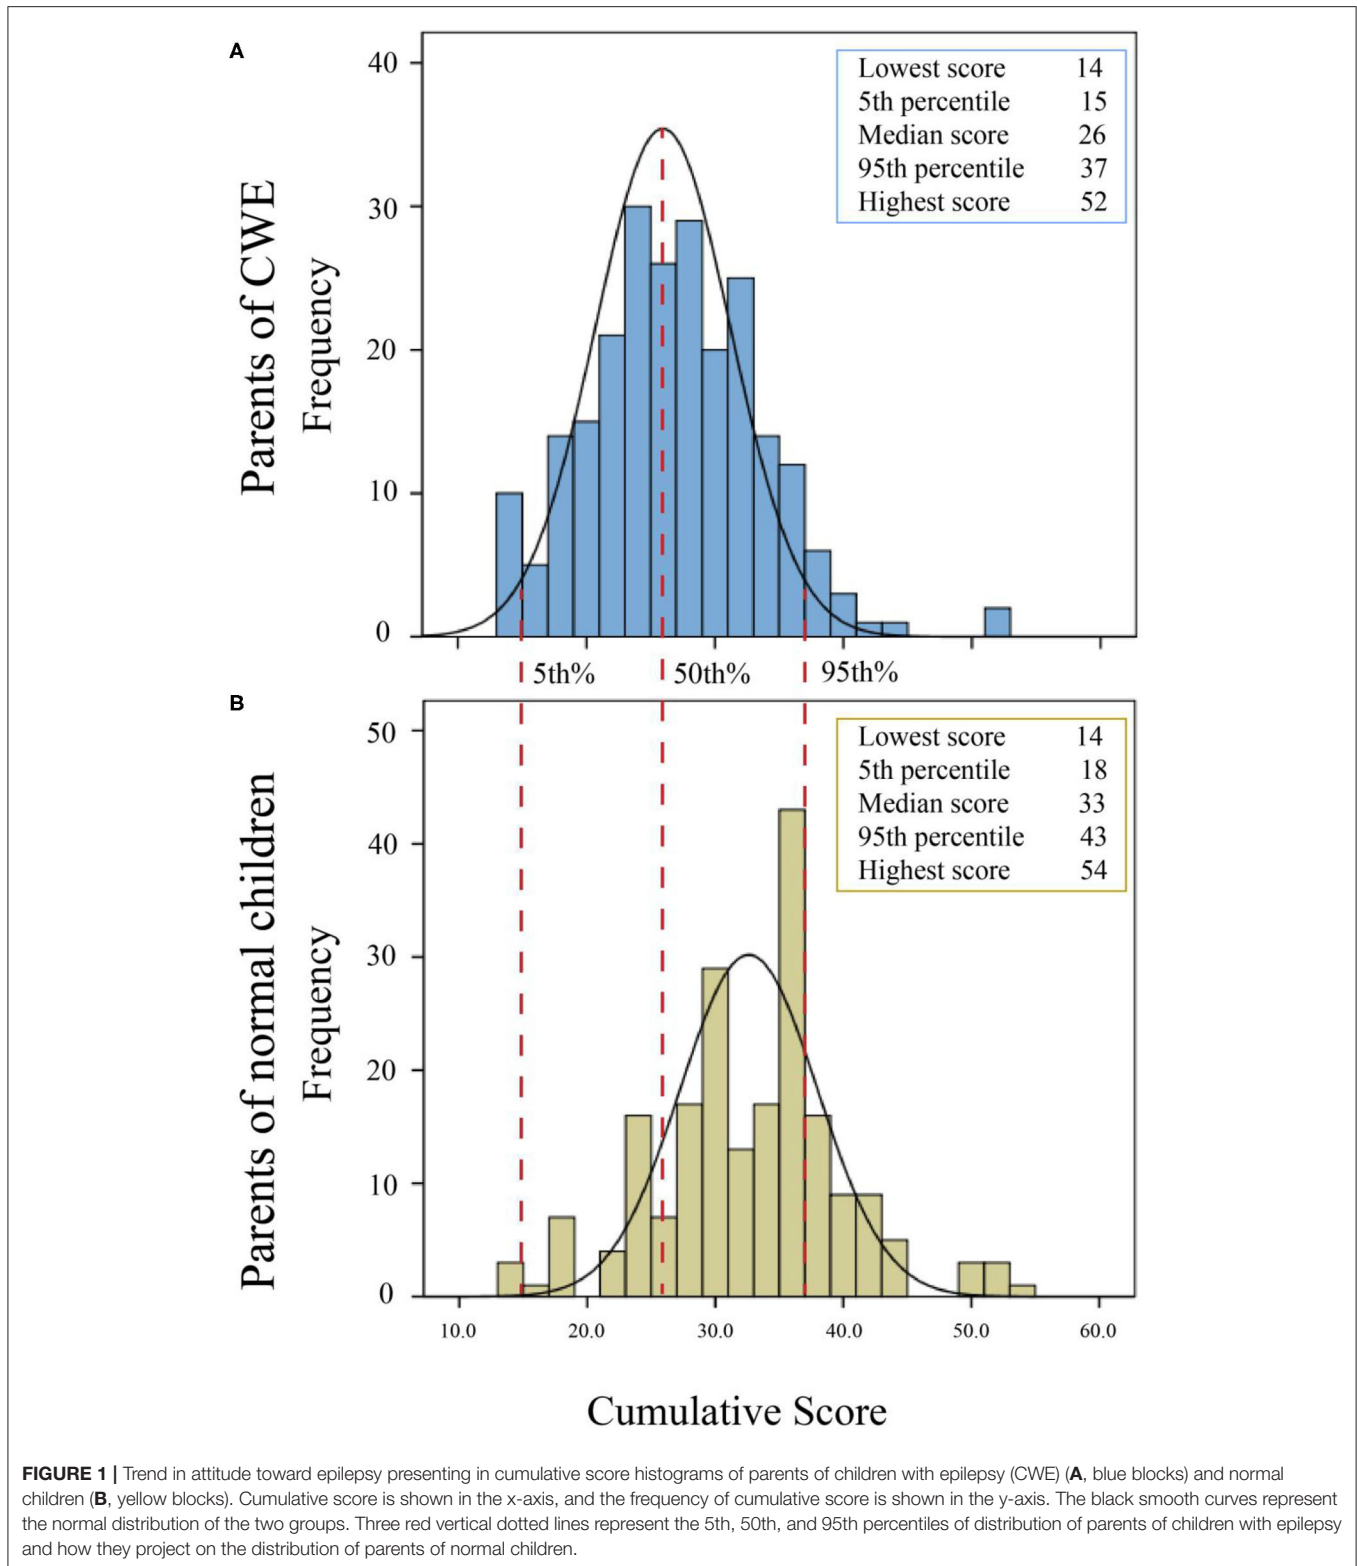 A
40
30
20
10
0
Parents of CWE
Frequency
Lowest score 14
5th percentile 15
Median score 26
95th percentile 37
Highest score 52
5th%
50th%
95th%
B
50
40
30
20
10
0
Parents of normal children
Frequency
Lowest score 14
5th percentile 18
Median score 33
95th percentile 43
Highest score 54
10.0
20.0
30.0
40.0
50.0
60.0
Cumulative Score
FIGURE 1 | Trend in attitude toward epilepsy presenting in cumulative score histograms of parents of children with epilepsy (CWE) (A, blue blocks) and normal
children (B, yellow blocks). Cumulative score is shown in the x-axis, and the frequency of cumulative score is shown in the y-axis. The black smooth curves represent
the normal distribution of the two groups. Three red vertical dotted lines represent the 5th, 50th, and 95th percentiles of distribution of parents of children with epilepsy
and how they project on the distribution of parents of normal children.